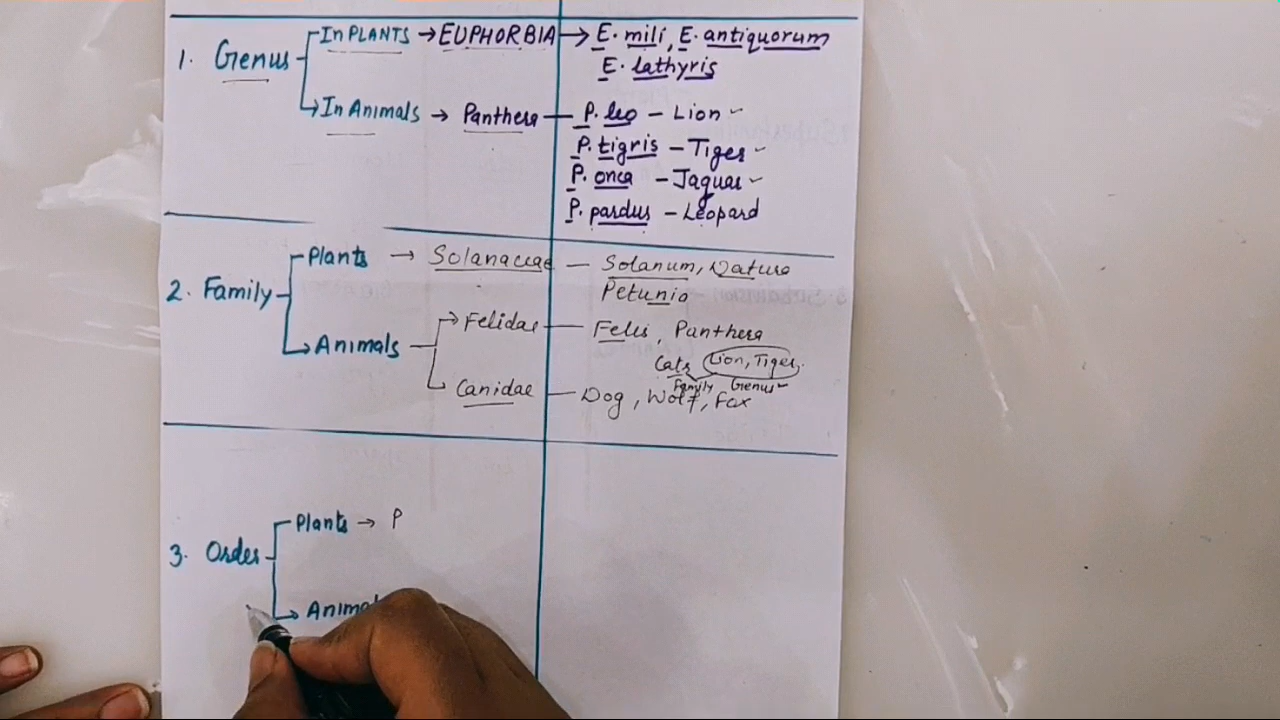 1. Genus
In PLANTS → EUPHORBIA → E. mili, E. antiquorum
E. lathyris
In Animals → Panthera — P. leo – Lion
P. tigris – Tiger
P. onca – Jaguar
P. pardus – Leopard
2. Family
Plants → Solanaceae — Solanum, Datura
Petunio
Animals
Felidae — Felis, Panthera
Cats Lion, Tiger
Family Genus
Canidae — Dog, Wolf, Fox
3. Order
Plants → P
Animal